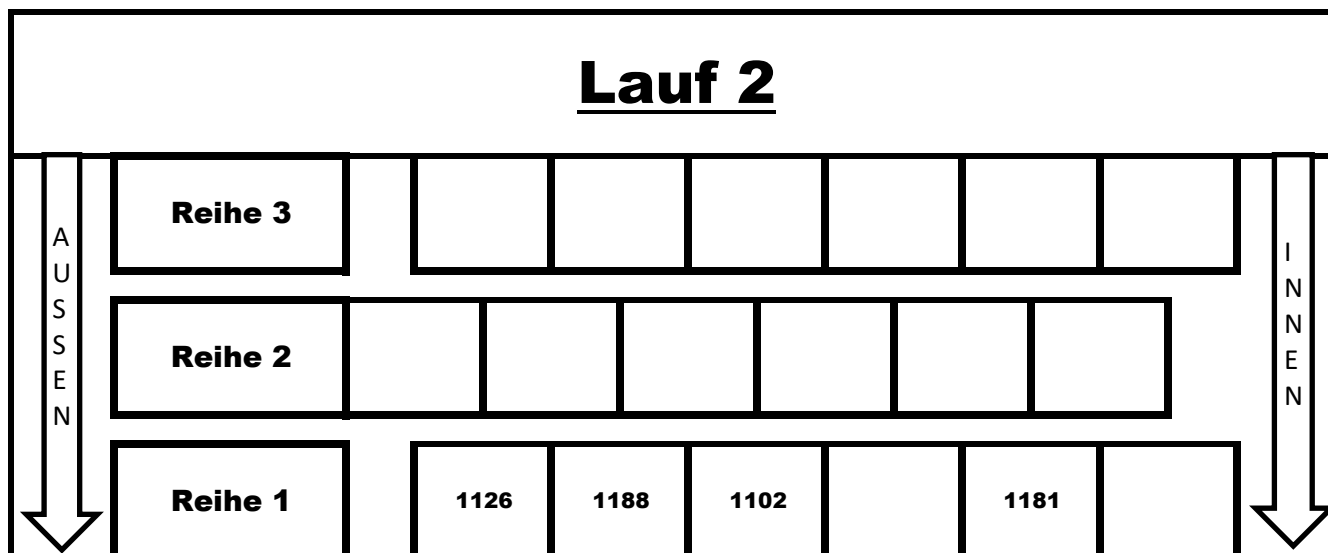 Lauf 2
AUSSEN
Reihe 3
INNEN
Reihe 2
Reihe 1 1126 1188 1102 1181